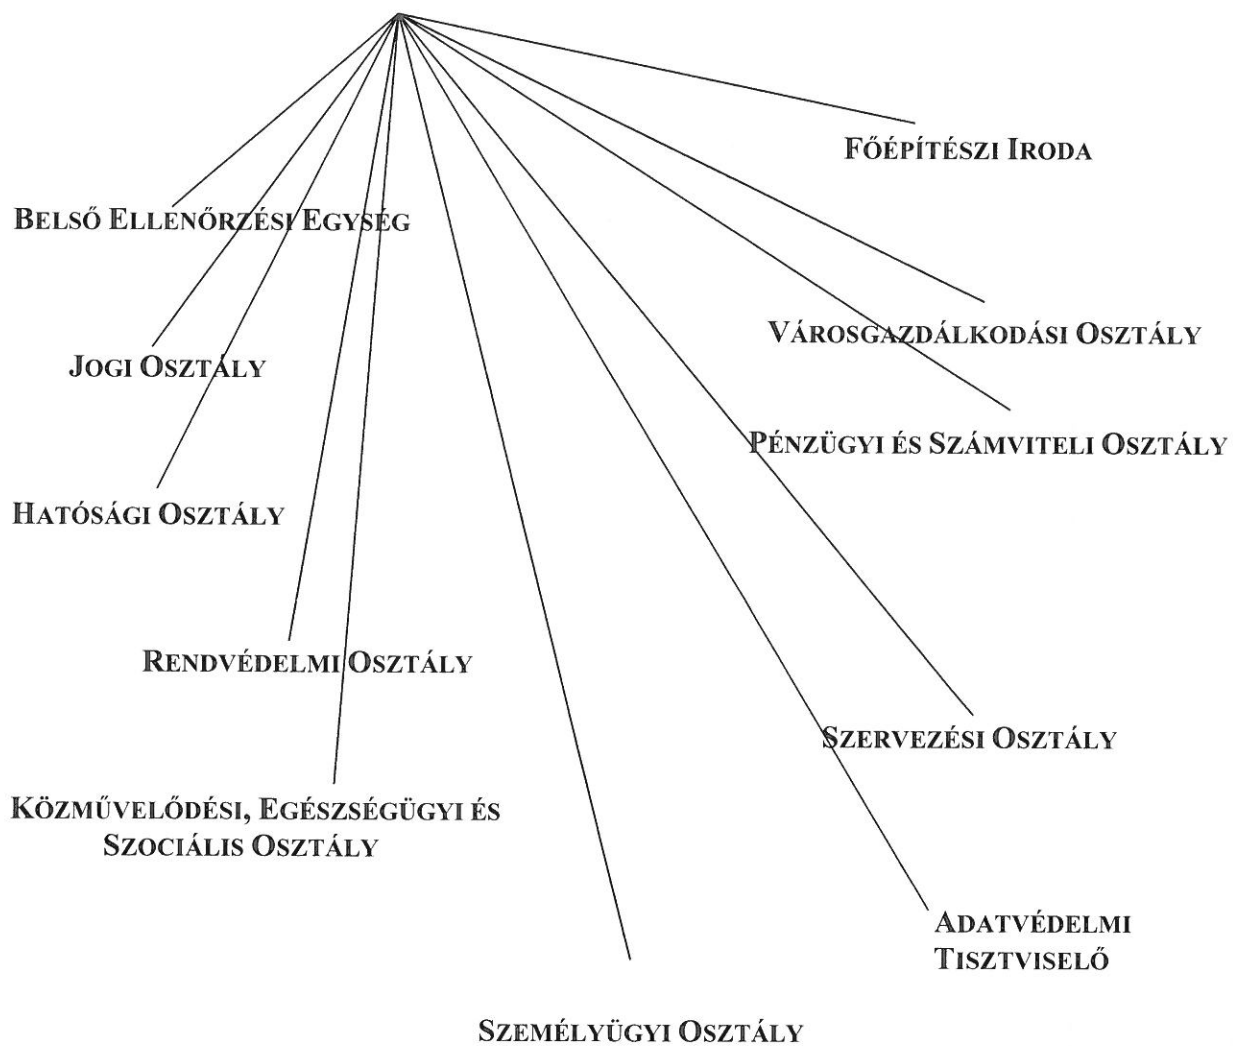 FŐÉPÍTÉSZI IRODA
BELSŐ ELLENŐRZÉSI EGYSÉG
VÁROSGAZDÁLKODÁSI OSZTÁLY
JOGI OSZTÁLY
PÉNZÜGYI ÉS SZÁMVITELI OSZTÁLY
HATÓSÁGI OSZTÁLY
RENDVÉDELMI OSZTÁLY
SZERVEZÉSI OSZTÁLY
KÖZMŰVELŐDÉSI, EGÉSZSÉGÜGYI ÉS
SZOCIÁLIS OSZTÁLY
ADATVÉDELMI
TISZTVISELŐ
SZEMÉLYÜGYI OSZTÁLY